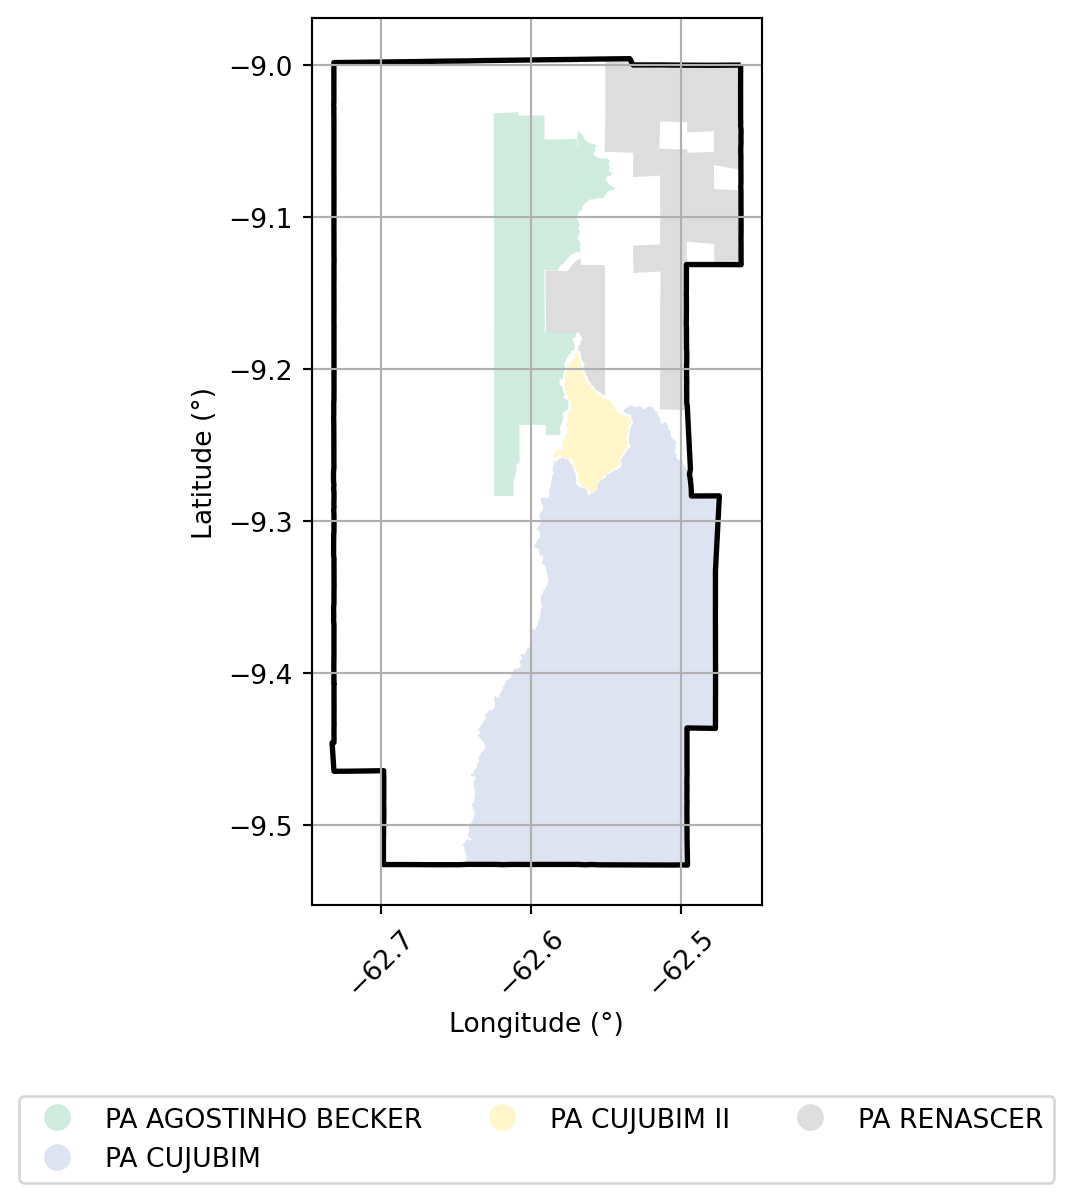 −9.0
−9.1
−9.2
−9.3
−9.4
−9.5
Latitude (°)
−62.7
−62.6
−62.5
Longitude (°)
PA AGOSTINHO BECKER
PA CUJUBIM
PA CUJUBIM II
PA RENASCER